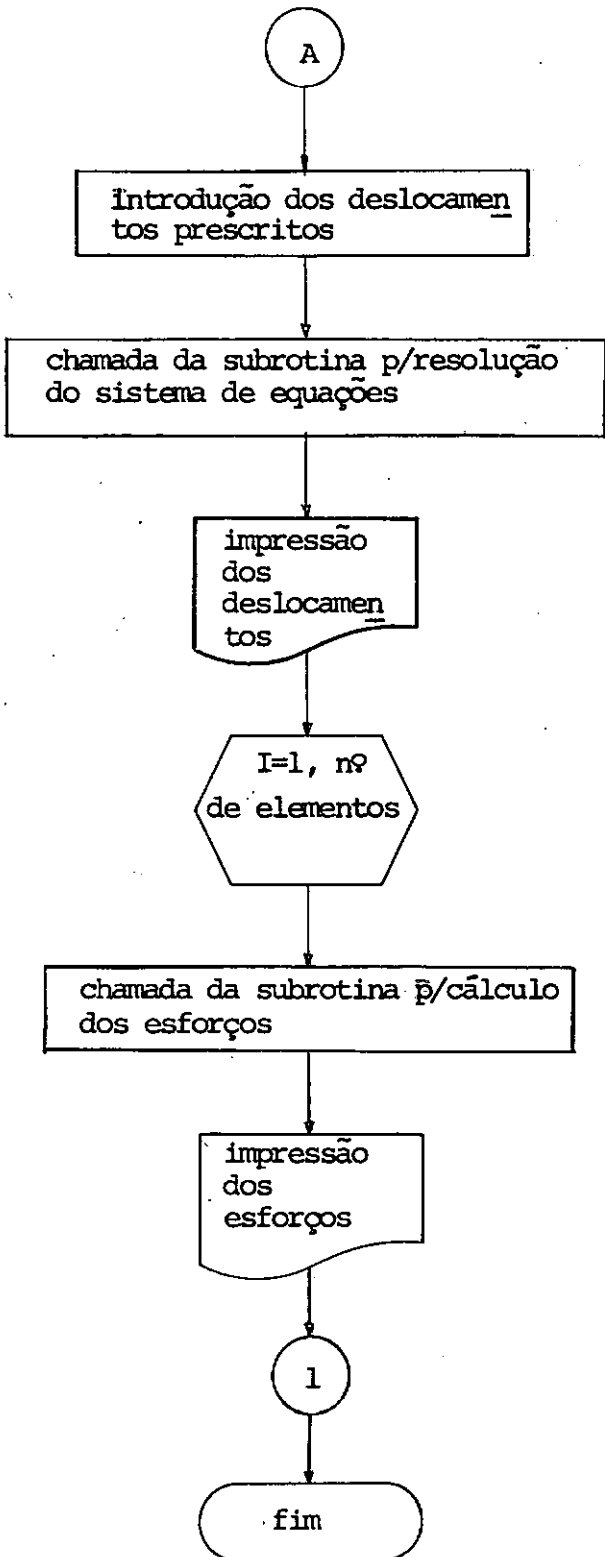 A
introdução dos deslocamen
tos prescritos
chamada da subrotina p/resolução
do sistema de equações
impressão
dos
deslocamen
tos
I=1, nº
de elementos
chamada da subrotina p/cálculo
dos esforços
impressão
dos
esforços
1
fim